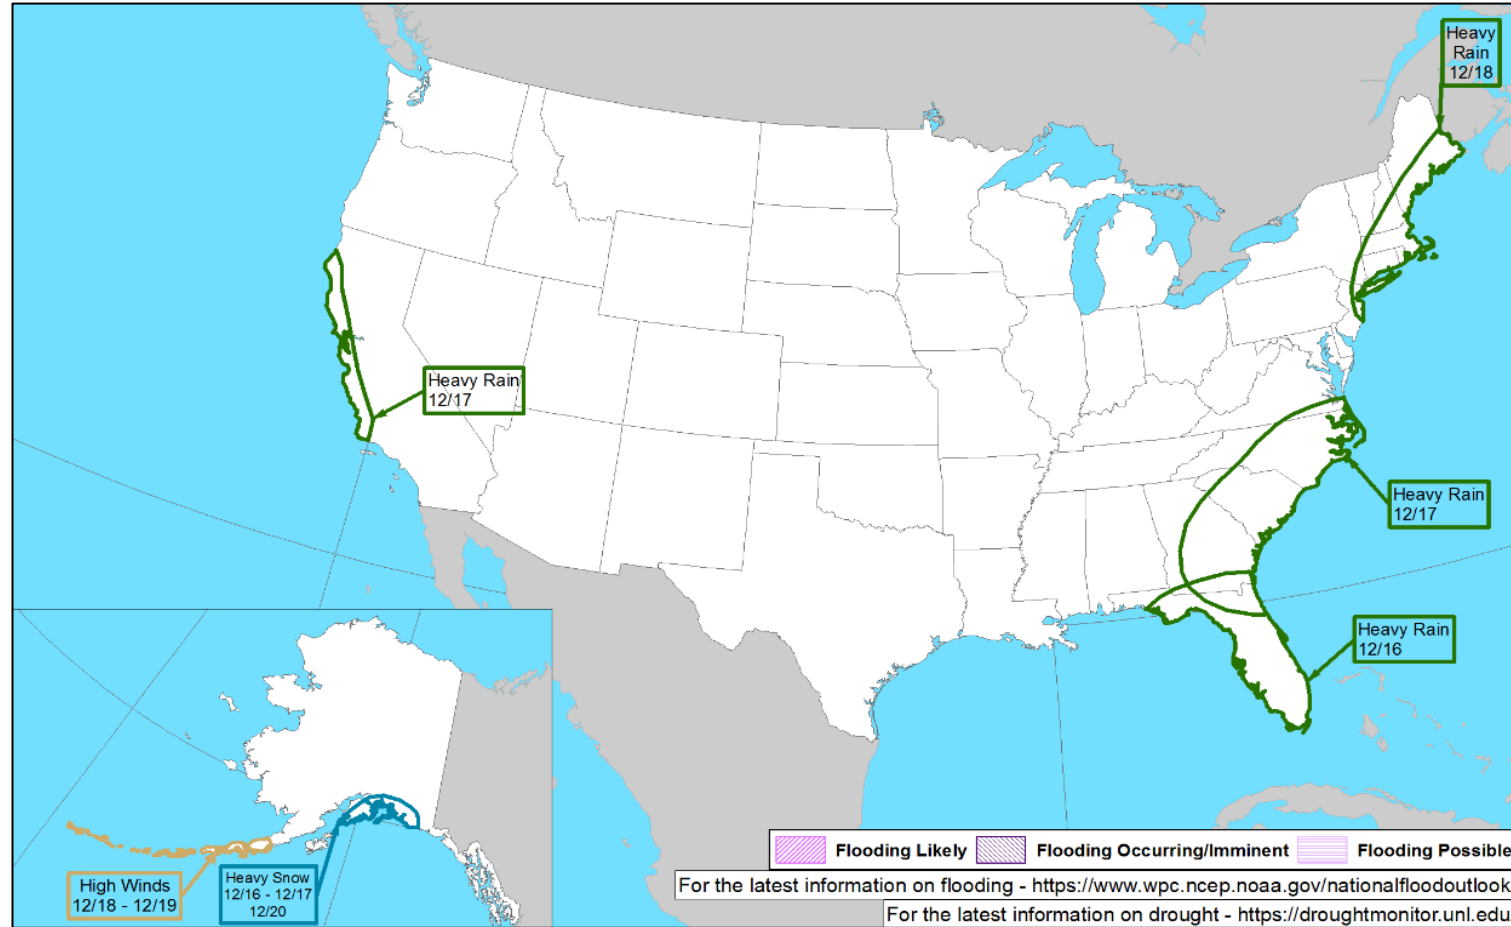 Heavy
Rain
12/18
Heavy Rain
12/17
Heavy Rain
12/17
Heavy Rain
12/16
High Winds
12/18 - 12/19
Heavy Snow
12/16 - 12/17
12/20
Flooding Likely
Flooding Occurring/Imminent
Flooding Possible
For the latest information on flooding - https://www.wpc.ncep.noaa.gov/nationalfloodoutlook
For the latest information on drought - https://droughtmonitor.unl.edu